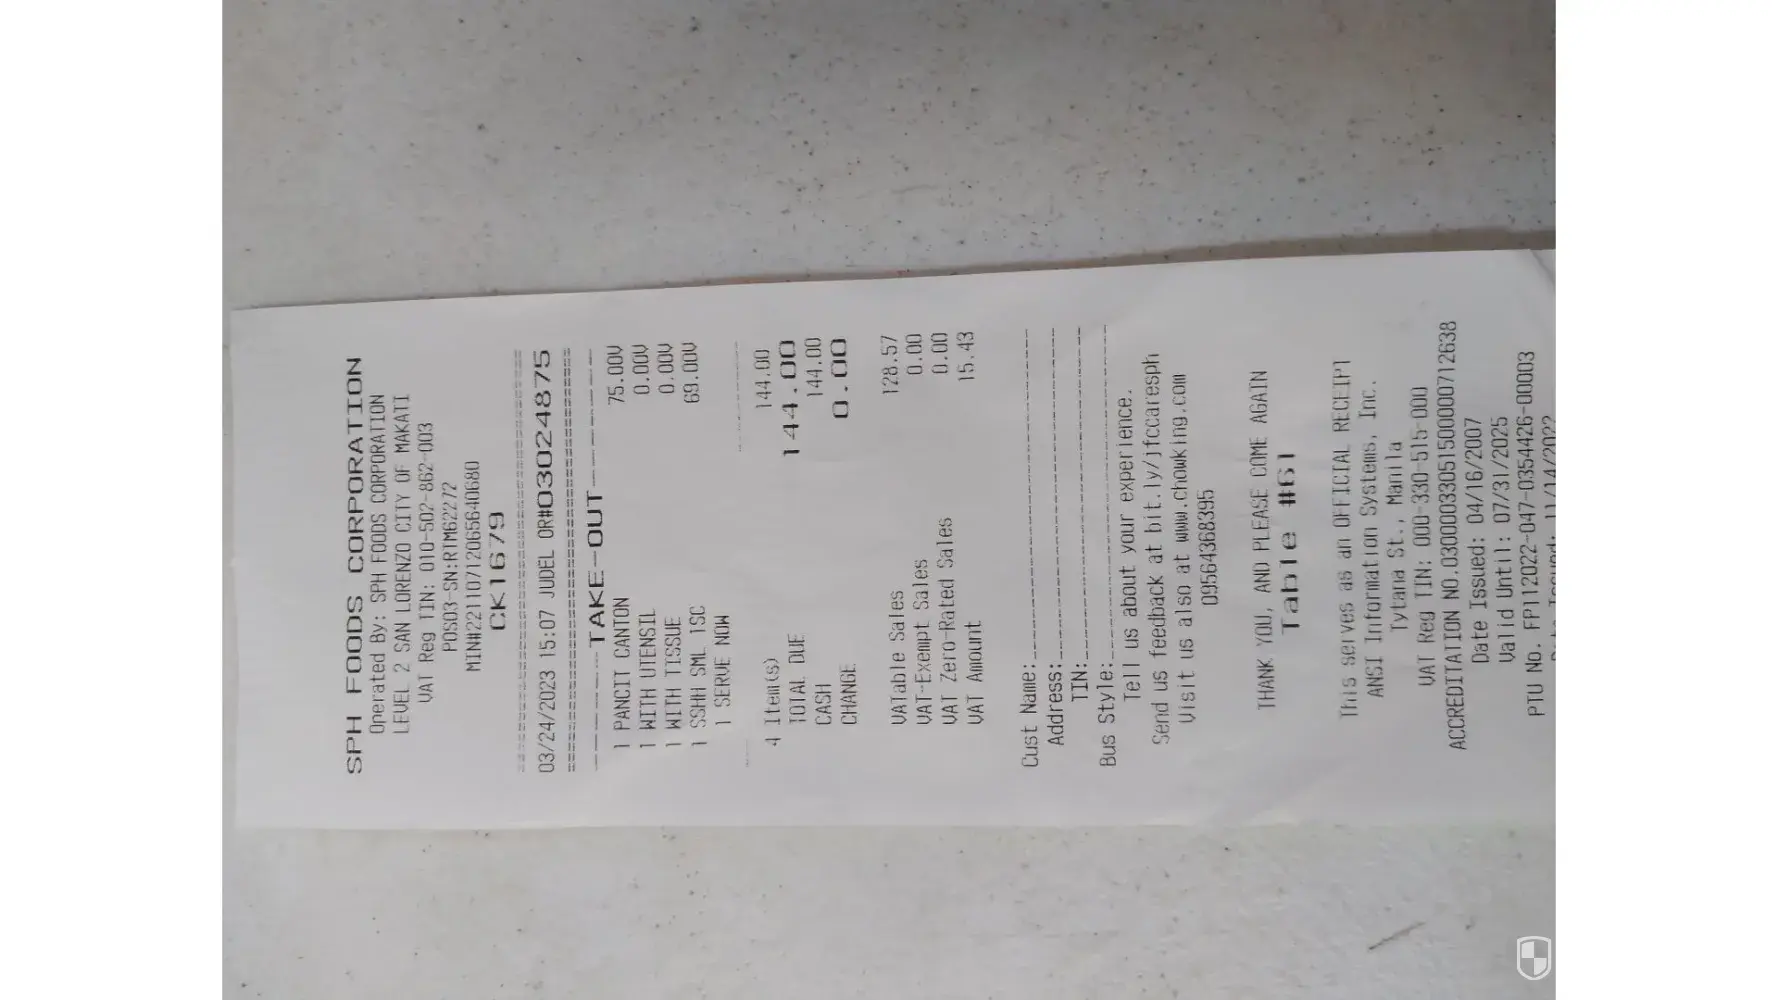 SPH FOODS CORPORATION
Operated By: SPH FOODS CORPORATION
LEVEL 2 SAN LORENZO CITY OF MAKATI
VAT Reg TIN: 010-502-862-003
POS03-SN:RTM62272
MIN#22110712065640680
CK1679
03/24/2023 15:07 JUDEL OR#03024875
TAKE-OUT
1 PANCIT CANTON 75.00V
1 WITH UTENSIL 0.00V
1 WITH TISSUE 0.00V
1 SSHH SML 1SC 69.00V
1 SERVE NOW
4 Item(s) 144.00
TOTAL DUE 144.00
CASH 144.00
CHANGE 0.00
VATable Sales 128.57
VAT-Exempt Sales 0.00
VAT Zero-Rated Sales 0.00
VAT Amount 15.43
Cust Name:
Address:
TIN:
Bus Style:
Tell us about your experience.
Send us feedback at bit.ly/jfccaresph
Visit us also at www.chowking.com
09564368395
THANK YOU, AND PLEASE COME AGAIN
Table #61
This serves as an OFFICIAL RECEIPT
ANSI Information Systems, Inc.
Tytana St., Manila
VAT Reg TIN: 000-330-515-000
ACCREDITATION NO.030000330515000000712638
Date Issued: 04/16/2007
Valid Until: 07/31/2025
PTU No. FP112022-047-0354426-00003
Issued: 11/14/2022